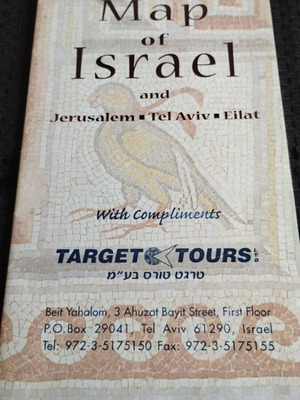 Map
of
Israel
and
Jerusalem ▪ Tel Aviv ▪ Eilat
With Compliments
TARGET TOURS LTD
טרגט טורס בע״מ
Beit Yahalom, 3 Ahuzat Bayit Street, First Floor
P.O.Box 29041, Tel Aviv 61290, Israel
Tel: 972-3-5175150 Fax: 972-3-5175155